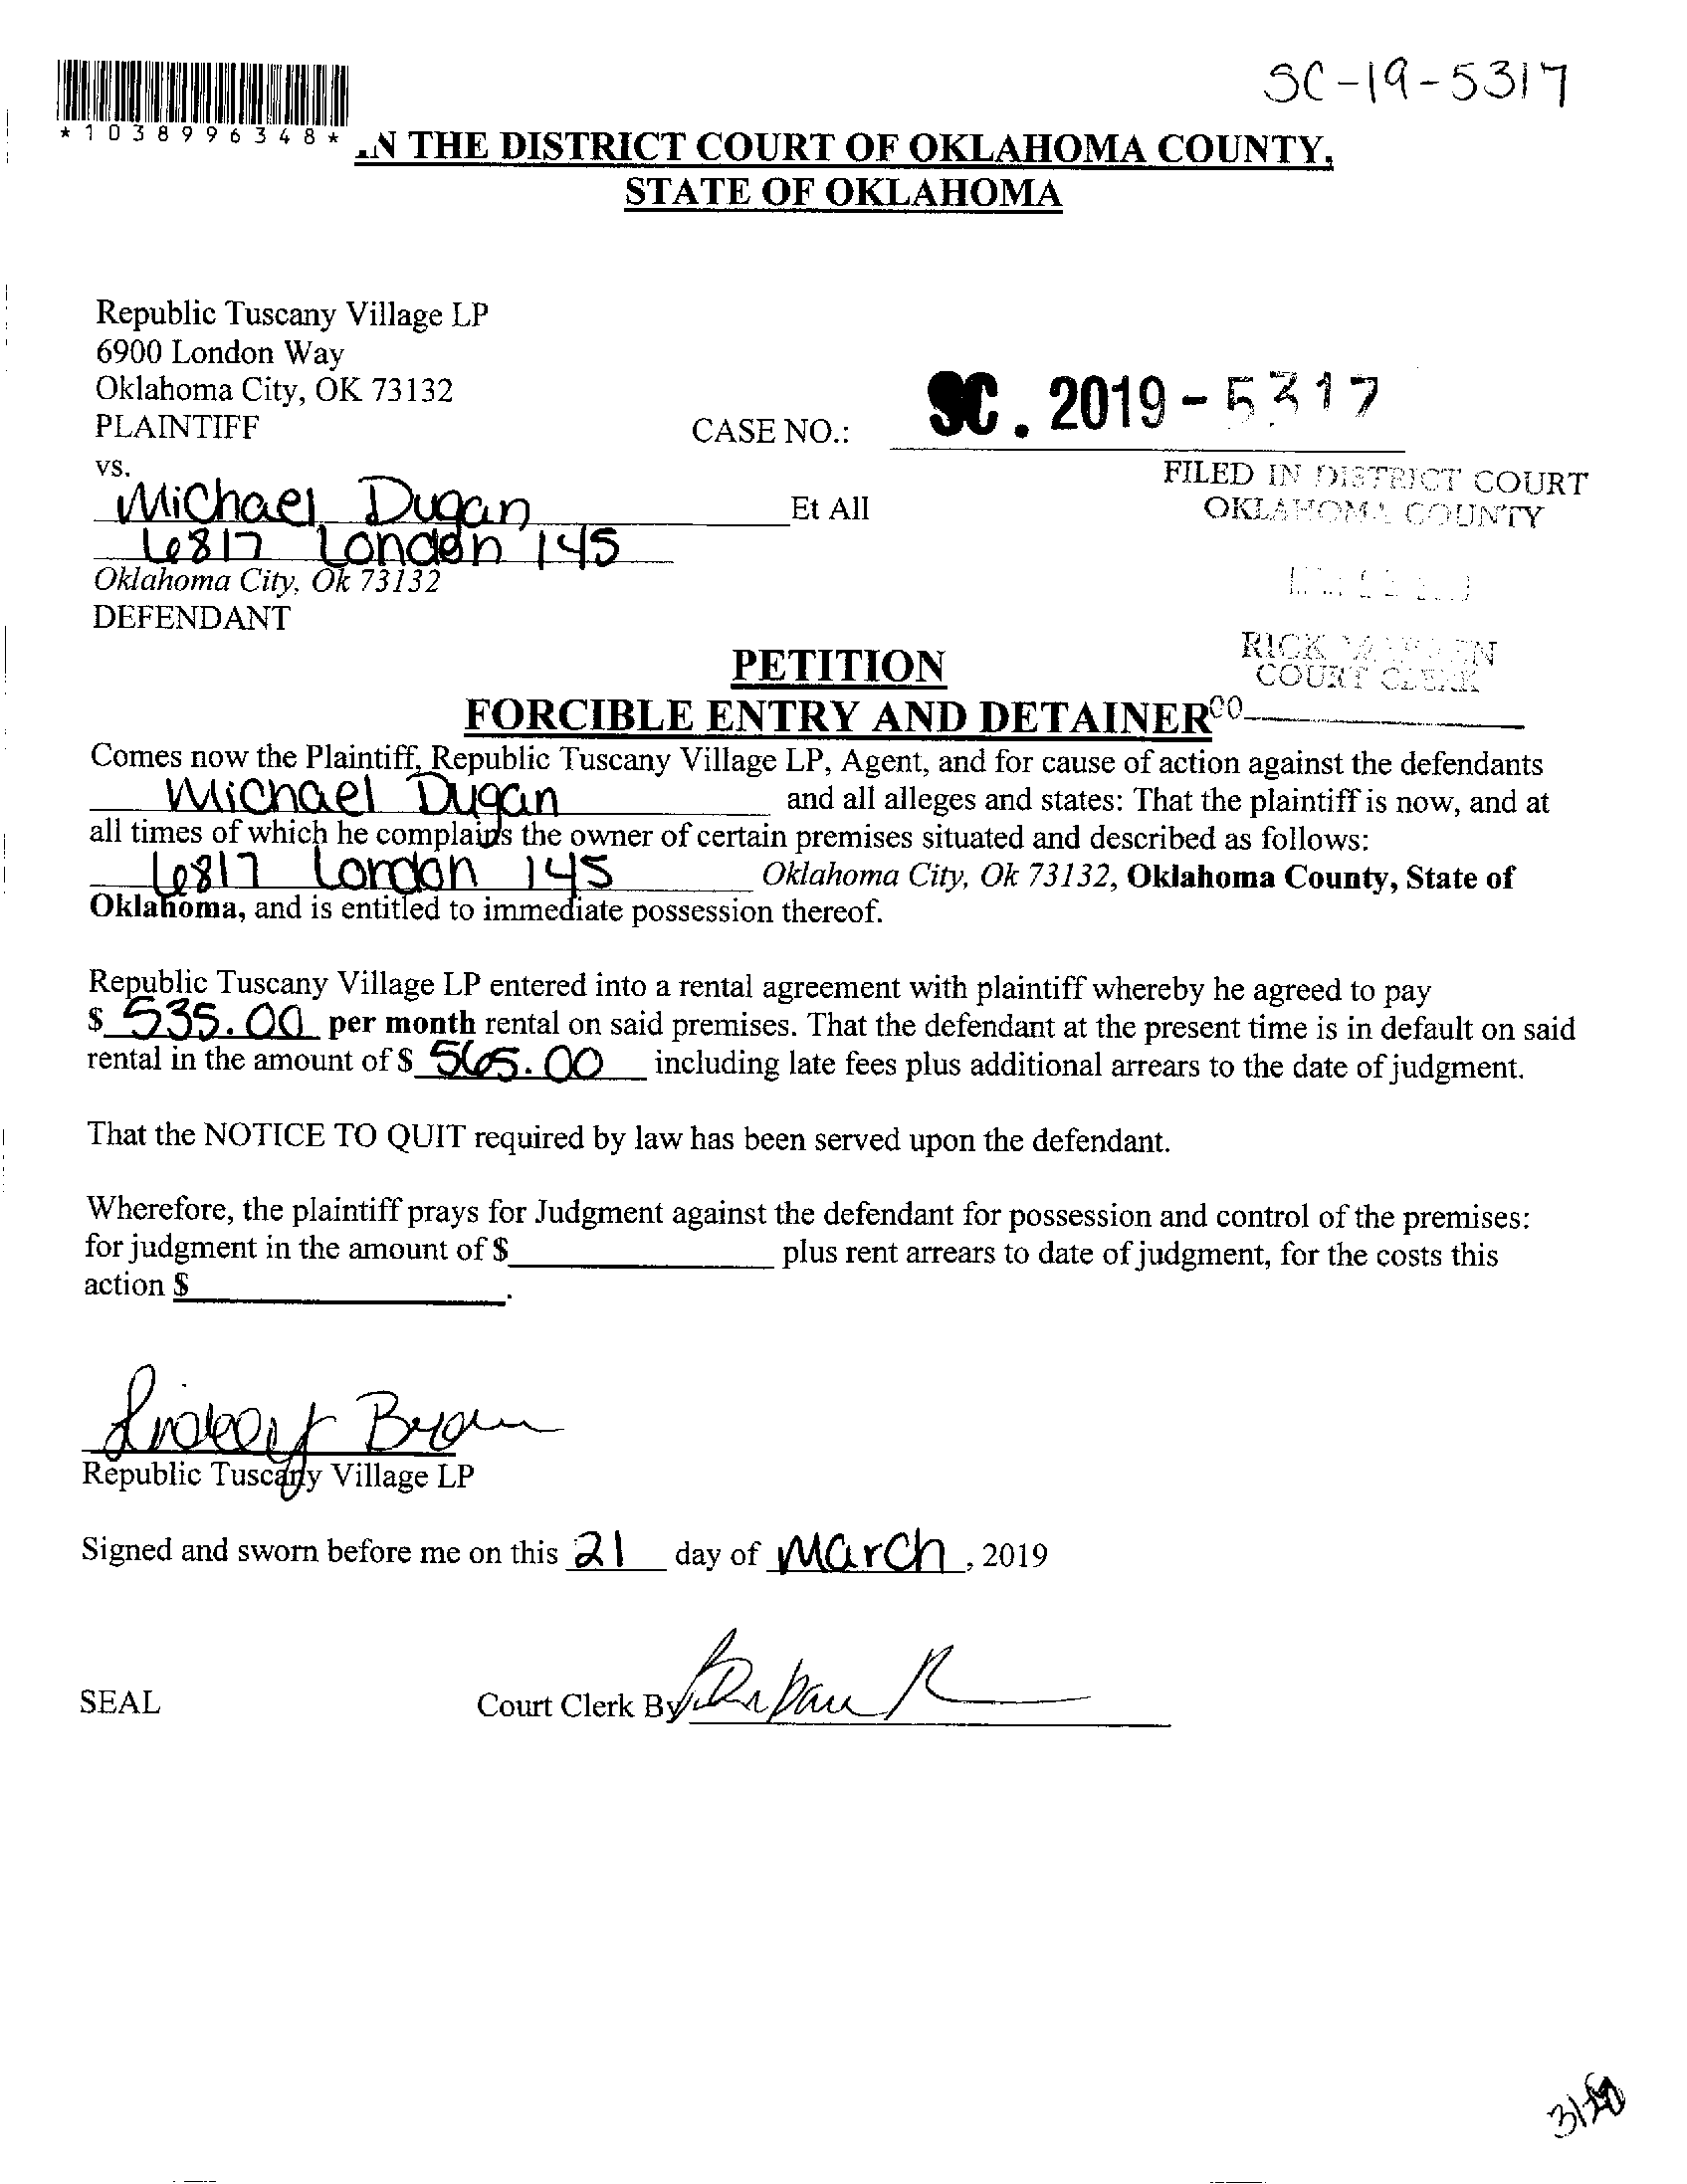 SC-19-5317
*1038996348*
.N THE DISTRICT COURT OF OKLAHOMA COUNTY,
STATE OF OKLAHOMA
Republic Tuscany Village LP
6900 London Way
Oklahoma City, OK 73132
PLAINTIFF
CASE NO.: SC. 2019-5317
vs.
FILED IN DISTRICT COURT
Michael Dugan Et All
OKLAHOMA COUNTY
6817 London 145
Oklahoma City, Ok 73132
DEFENDANT
RICK
PETITION
COURT CLERK
FORCIBLE ENTRY AND DETAINER
Comes now the Plaintiff, Republic Tuscany Village LP, Agent, and for cause of action against the defendants
Michael Dugan and all alleges and states: That the plaintiff is now, and at
all times of which he complains the owner of certain premises situated and described as follows:
6817 London 145 Oklahoma City, Ok 73132, Oklahoma County, State of
Oklahoma, and is entitled to immediate possession thereof.
Republic Tuscany Village LP entered into a rental agreement with plaintiff whereby he agreed to pay
$ 535.00 per month rental on said premises. That the defendant at the present time is in default on said
rental in the amount of $ 565.00 including late fees plus additional arrears to the date of judgment.
That the NOTICE TO QUIT required by law has been served upon the defendant.
Wherefore, the plaintiff prays for Judgment against the defendant for possession and control of the premises:
for judgment in the amount of $ plus rent arrears to date of judgment, for the costs this
action $ .
Republic Tuscany Village LP
Signed and sworn before me on this 21 day of March, 2019
SEAL
Court Clerk By